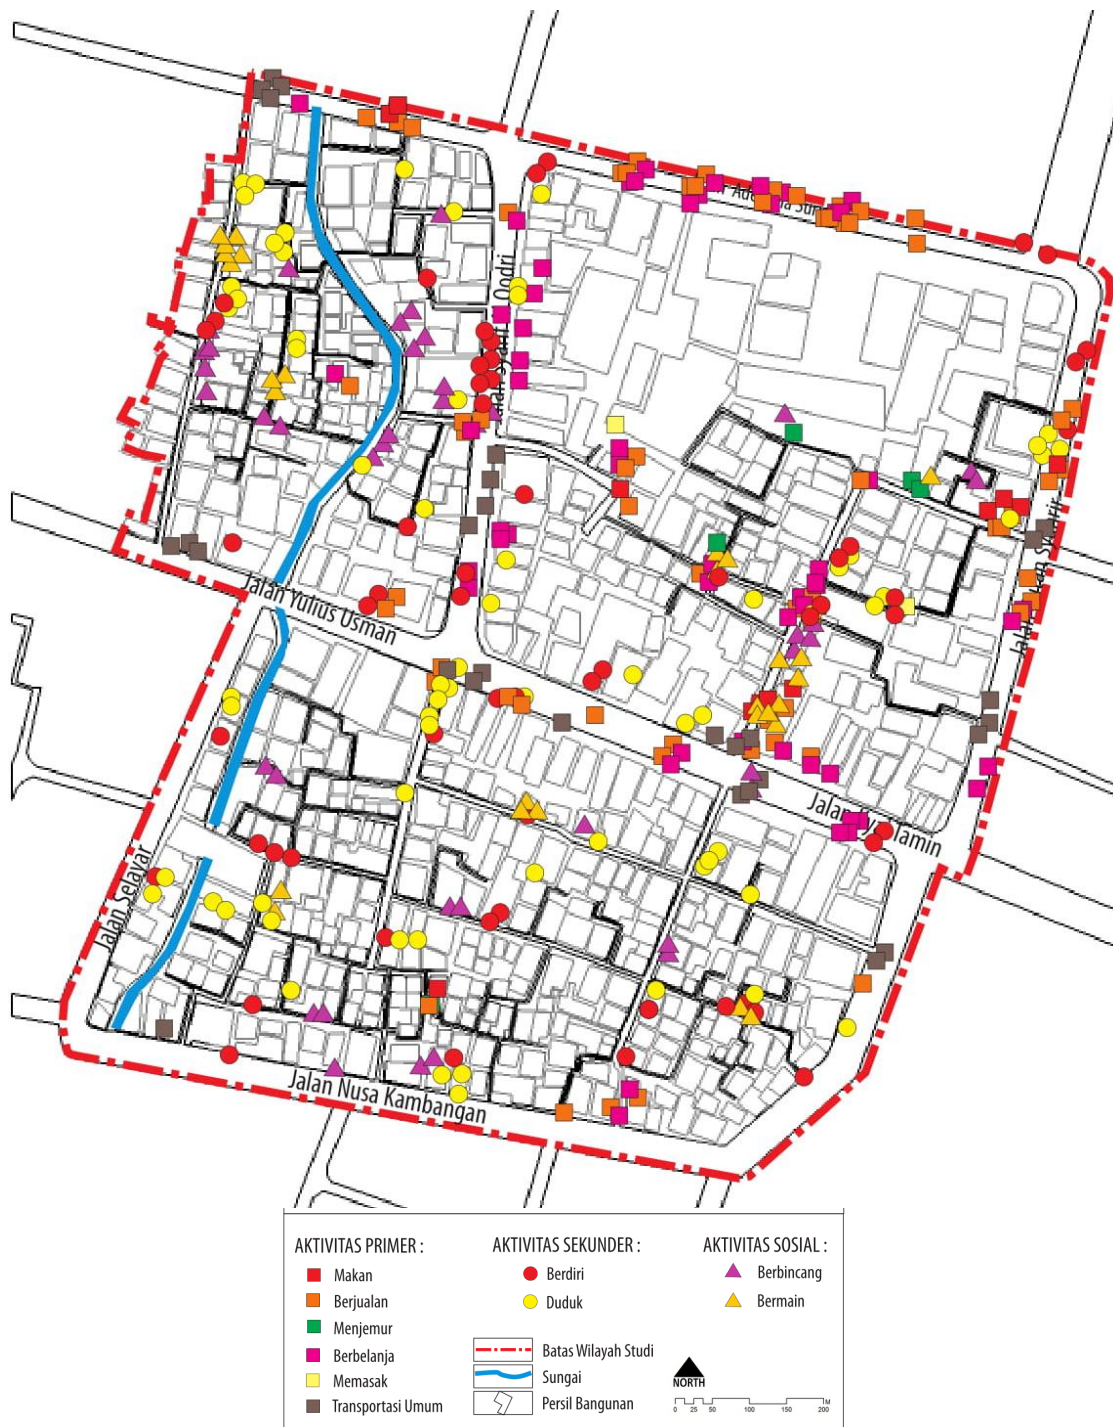 Jalan Yulius Usman
Jalan Selayar
Jalan Nusa Kambangan
AKTIVITAS PRIMER :
Makan
Berjualan
Menjemur
Berbelanja
Memasak
Transportasi Umum
AKTIVITAS SEKUNDER :
Berdiri
Duduk
AKTIVITAS SOSIAL :
Berbincang
Bermain
Batas Wilayah Studi
Sungai
Persil Bangunan
NORTH
0 25 50 100 150 200 M